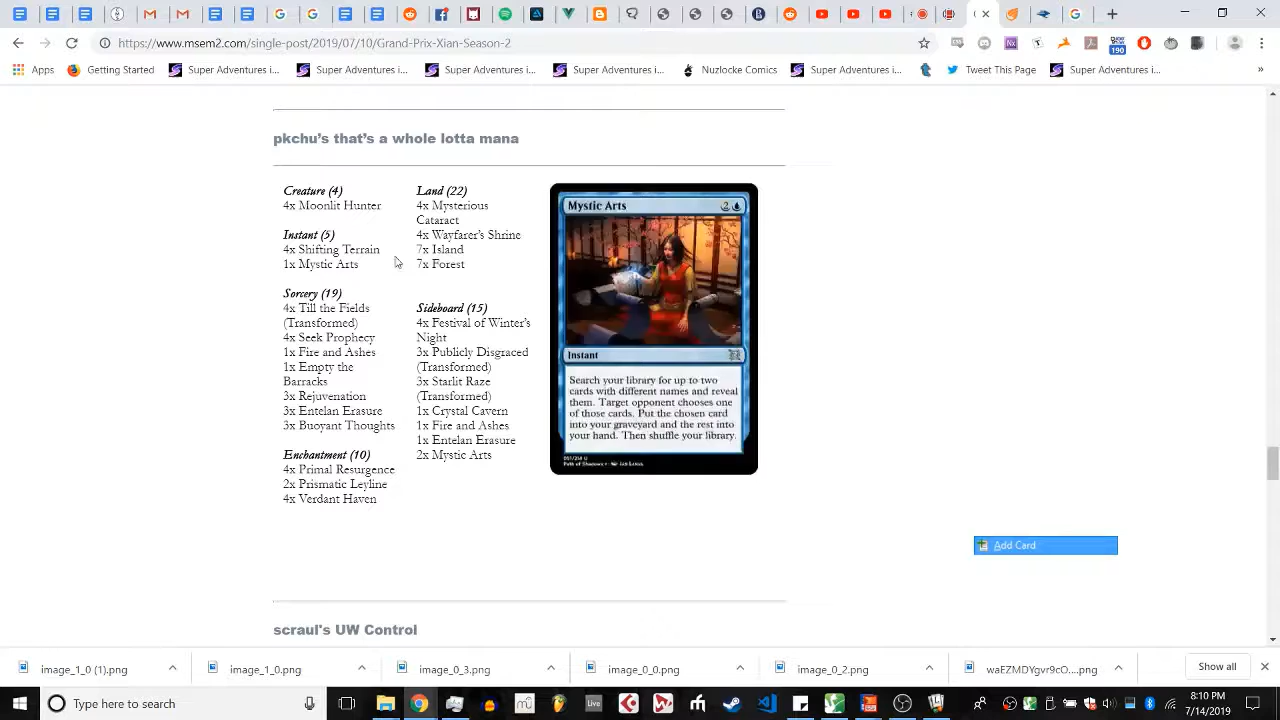 https://www.msem2.com/single-post/2019/07/10/Grand-Prix-Xian-Season-2
190
Apps
Getting Started
Super Adventures i...
Super Adventures i...
Super Adventures i...
Super Adventures i...
Nuzlocke Comics
Super Adventures i...
Tweet This Page
Super Adventures i...
»
pkchu's that's a whole lotta mana
Creature (4)
4x Moonlit Hunter
Instant (5)
4x Shifting Terrain
1x Mystic Arts
Sorcery (19)
4x Till the Fields
(Transformed)
4x Seek Prophecy
1x Fire and Ashes
1x Empty the
Barracks
3x Rejuvenation
3x Entelan Erasure
3x Buoyant Thoughts
Enchantment (10)
4x Primal Resurgence
2x Prismatic Leyline
4x Verdant Haven
Land (22)
4x Mysterious
Cataract
4x Wayfarer's Shrine
7x Island
7x Forest
Sideboard (15)
4x Festival of Winter's
Night
3x Publicly Disgraced
(Transformed)
3x Starlit Raze
(Transformed)
1x Crystal Cavern
1x Fire and Ashes
1x Entelan Erasure
2x Mystic Arts
Mystic Arts
2
Instant
Search your library for up to two
cards with different names and reveal
them. Target opponent chooses one
of those cards. Put the chosen card
into your graveyard and the rest into
your hand. Then shuffle your library.
Path of Shadows
Add Card
scraul's UW Control
image_1_0 (1).png
image_1_0.png
image_0_3.png
image_0_0.png
image_0_2.png
waEZMDYgvr9cO....png
Show all
Type here to search
Live
8:10 PM
7/14/2019